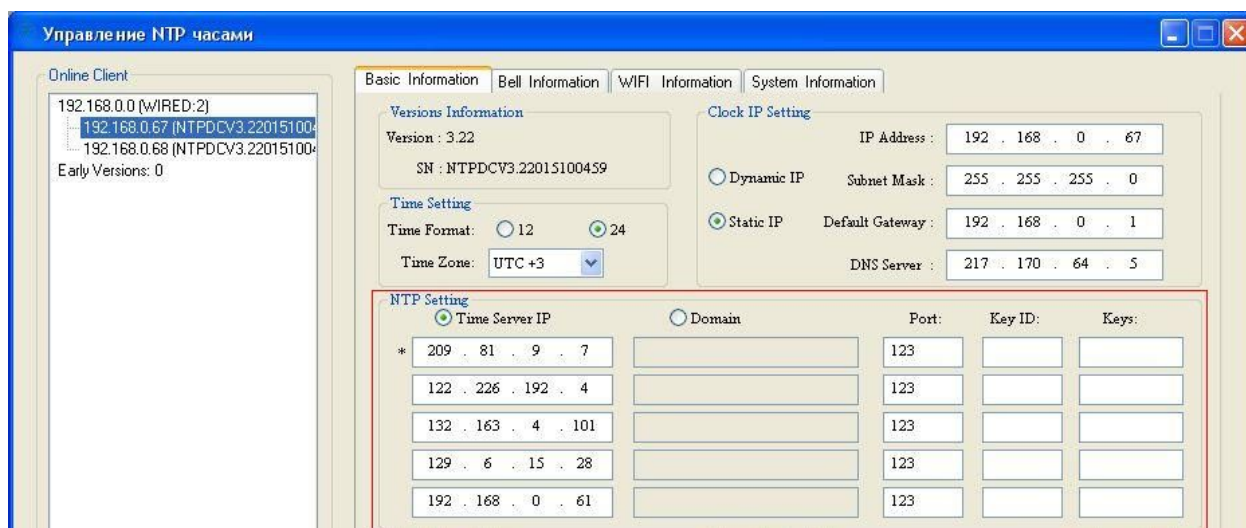 Управление NTP часами
Online Client
192.168.0.0 (WIRED:2)
192.168.0.67 (NTPDCV3.220151004
192.168.0.68 (NTPDCV3.220151004
Early Versions: 0
Basic Information Bell Information WIFI Information System Information
Versions Information
Version : 3.22
SN : NTPDCV3.22015100459
Time Setting
Time Format: 12 24
Time Zone: UTC +3
Clock IP Setting
IP Address : 192 . 168 . 0 . 67
Dynamic IP Subnet Mask : 255 . 255 . 255 . 0
Static IP Default Gateway : 192 . 168 . 0 . 1
DNS Server : 217 . 170 . 64 . 5
NTP Setting
Time Server IP Domain Port: Key ID: Keys:
* 209 . 81 . 9 . 7 123
122 . 226 . 192 . 4 123
132 . 163 . 4 . 101 123
129 . 6 . 15 . 28 123
192 . 168 . 0 . 61 123